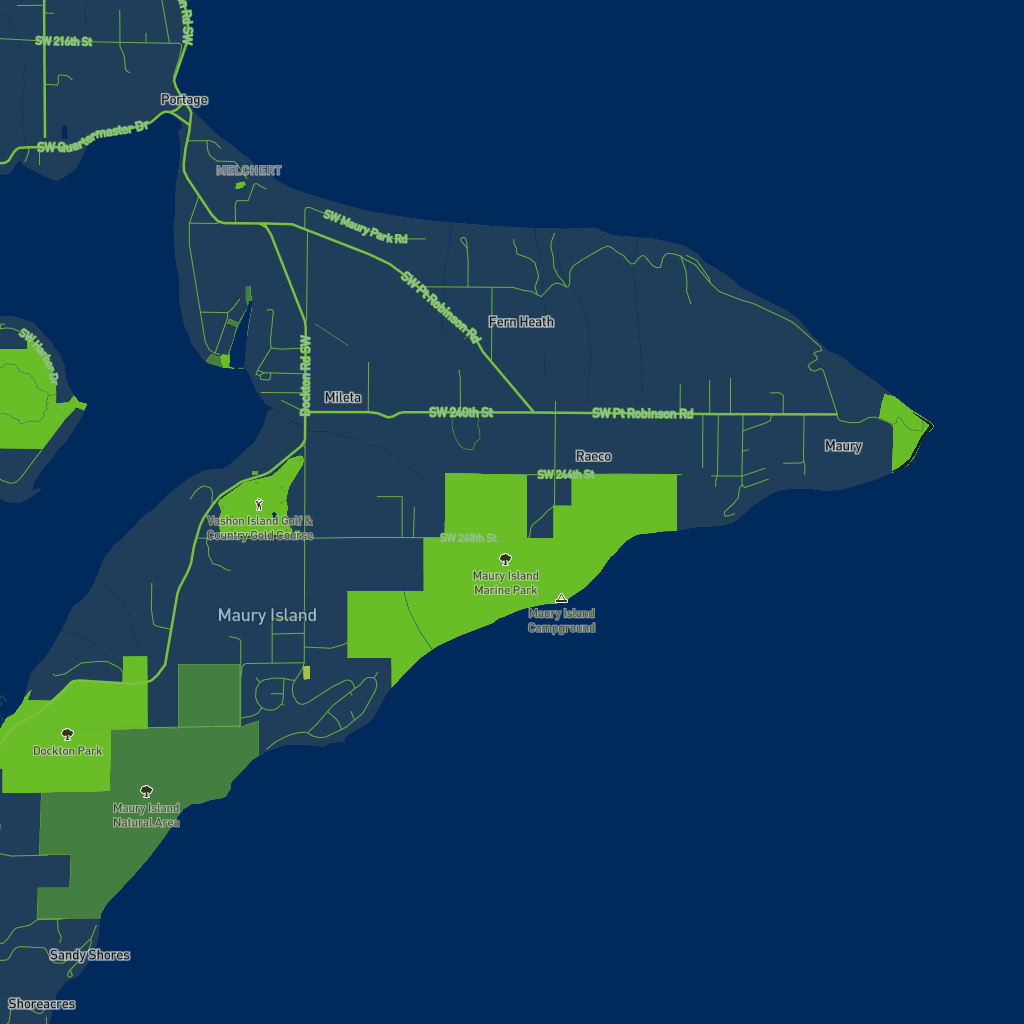 n Rd SW
SW 216th St
Portage
SW Quartermaster Dr
MELCHERT
SW Maury Park Rd
SW Pt Robinson Rd
Fern Heath
SW Harbor Dr
Dockton Rd SW
Mileta
SW 240th St
SW Pt Robinson Rd
Maury
Raeco
SW 244th St
Vashon Island Golf &
Country Gold Course
SW 248th St
Maury Island
Marine Park
Maury Island
Campground
Maury Island
Dockton Park
Maury Island
Natural Area
Sandy Shores
Shoreacres